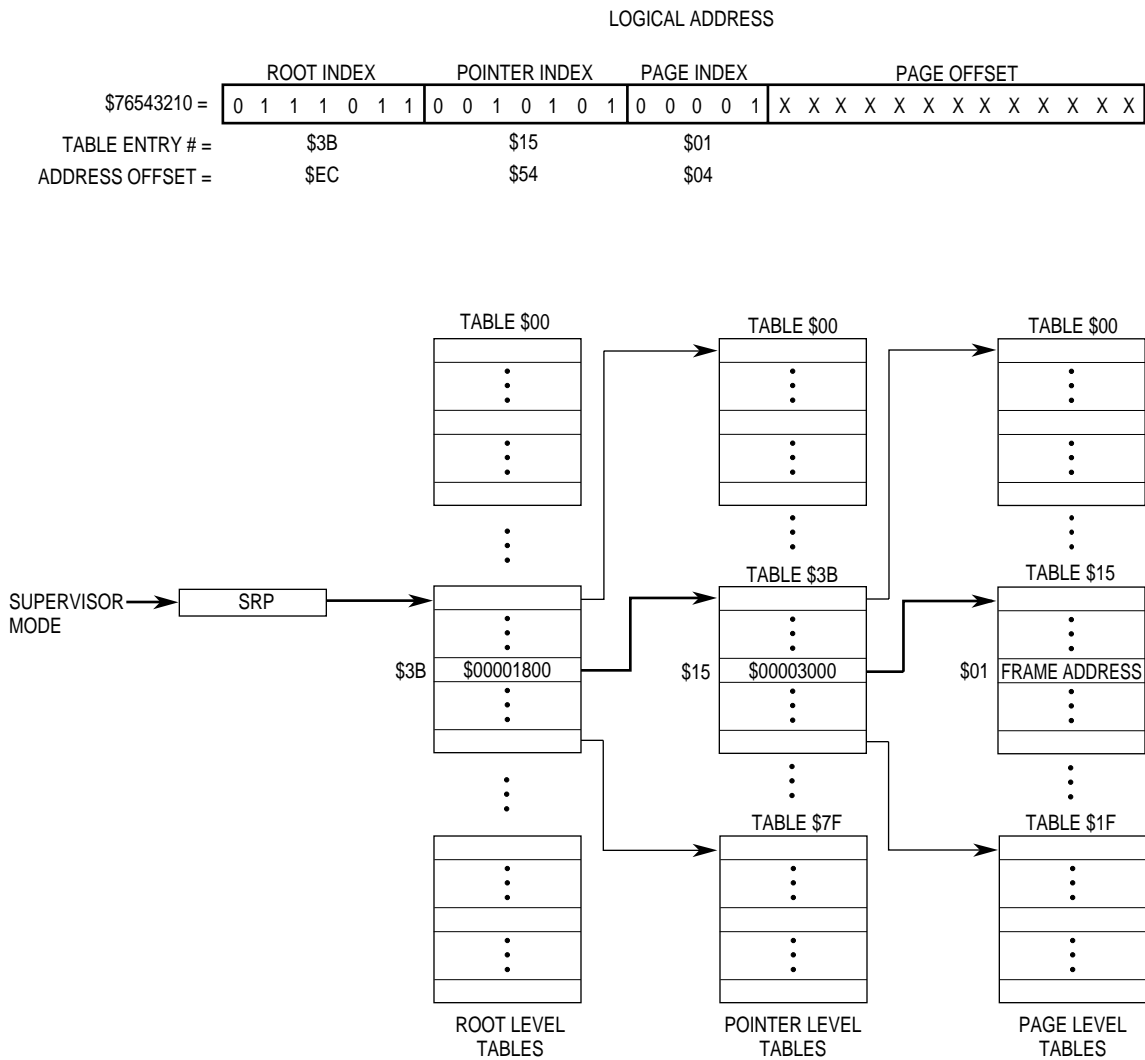 LOGICAL ADDRESS
ROOT INDEX POINTER INDEX PAGE INDEX PAGE OFFSET
$76543210 = 0 1 1 1 0 1 1 0 0 1 0 1 0 1 0 0 0 0 1 X X X X X X X X X X X X X
TABLE ENTRY # = $3B $15 $01
ADDRESS OFFSET = $EC $54 $04
TABLE $00 TABLE $00 TABLE $00
TABLE $3B TABLE $15
SUPERVISOR
MODE
SRP
$3B $00001800 $15 $00003000 $01 FRAME ADDRESS
TABLE $7F TABLE $1F
ROOT LEVEL
TABLES
POINTER LEVEL
TABLES
PAGE LEVEL
TABLES